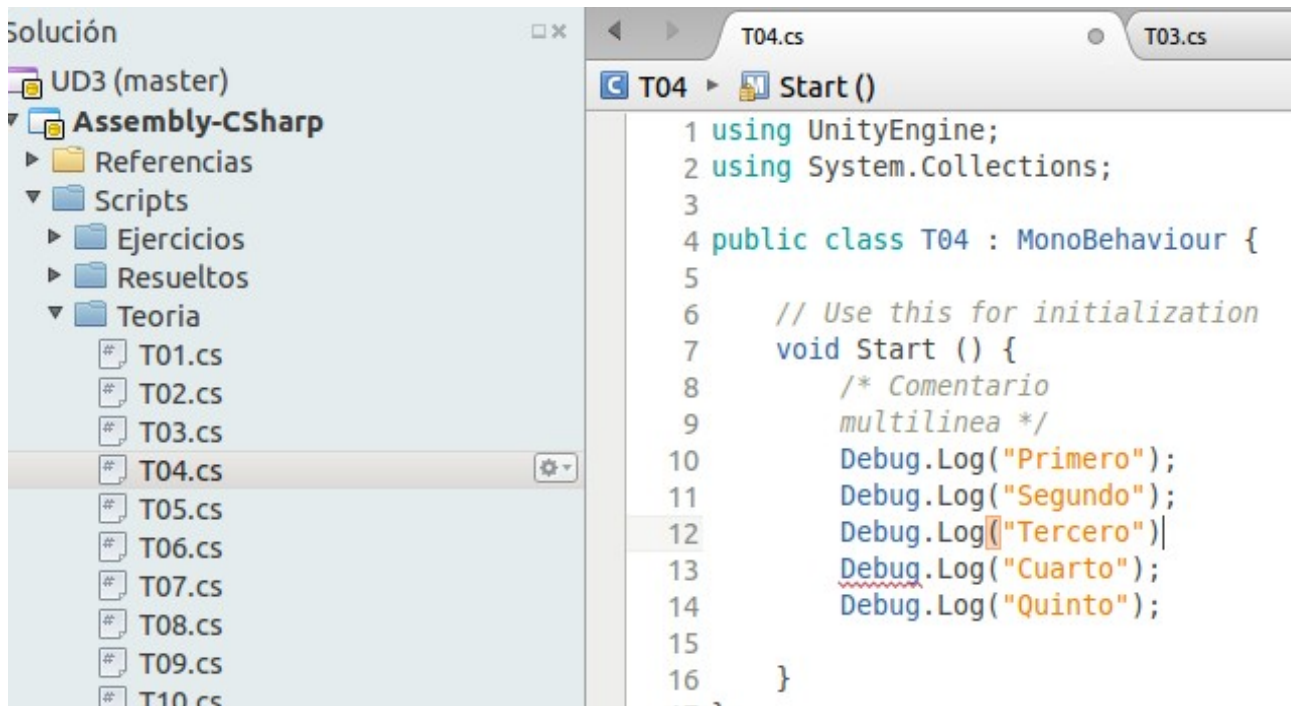 Solución
UD3 (master)
Assembly-CSharp
Referencias
Scripts
Ejercicios
Resueltos
Teoria
T01.cs
T02.cs
T03.cs
T04.cs
T05.cs
T06.cs
T07.cs
T08.cs
T09.cs
T10.cs
T04.cs
T03.cs
T04 Start ()
1 using UnityEngine;
2 using System.Collections;
3
4 public class T04 : MonoBehaviour {
5
6 // Use this for initialization
7 void Start () {
8 /* Comentario
9 multilinea */
10 Debug.Log("Primero");
11 Debug.Log("Segundo");
12 Debug.Log("Tercero")
13 Debug.Log("Cuarto");
14 Debug.Log("Quinto");
15
16 }